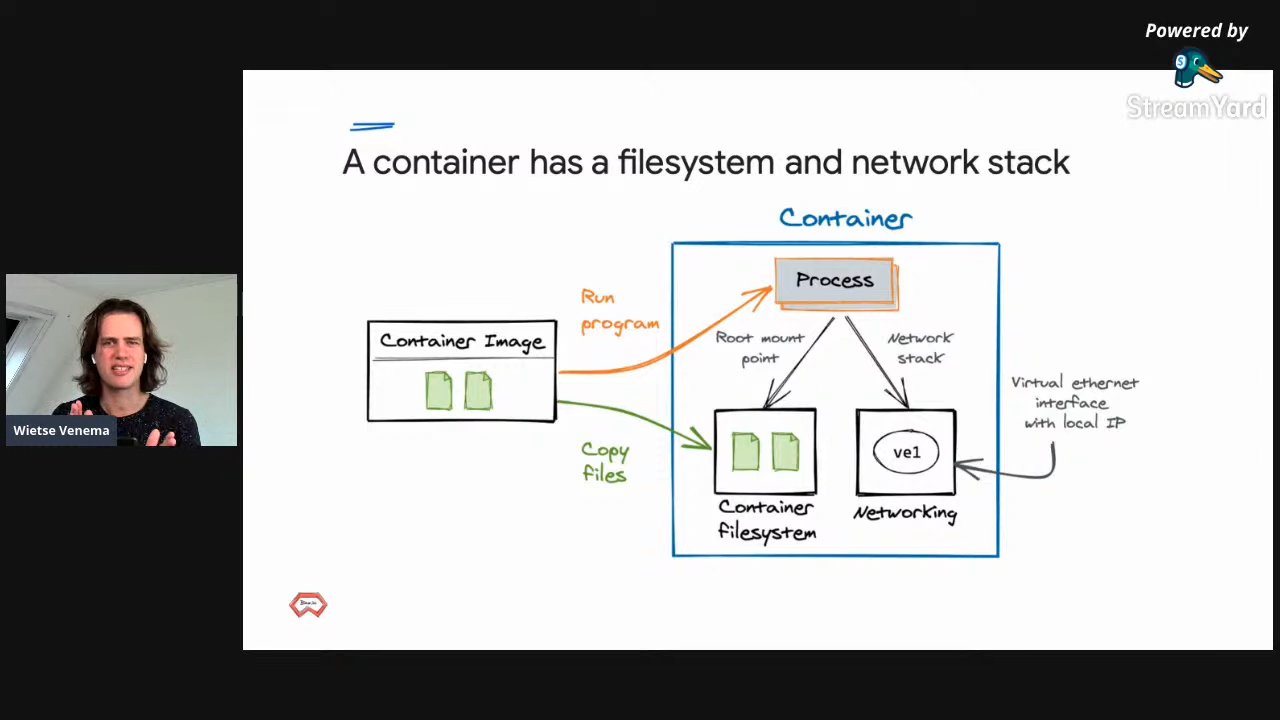 Powered by
StreamYard
A container has a filesystem and network stack
Container
Process
Run
program
Root mount
point
Network
stack
Container Image
Virtual ethernet
interface
with local IP
Wietse Venema
Copy
files
ve1
Container
filesystem
Networking